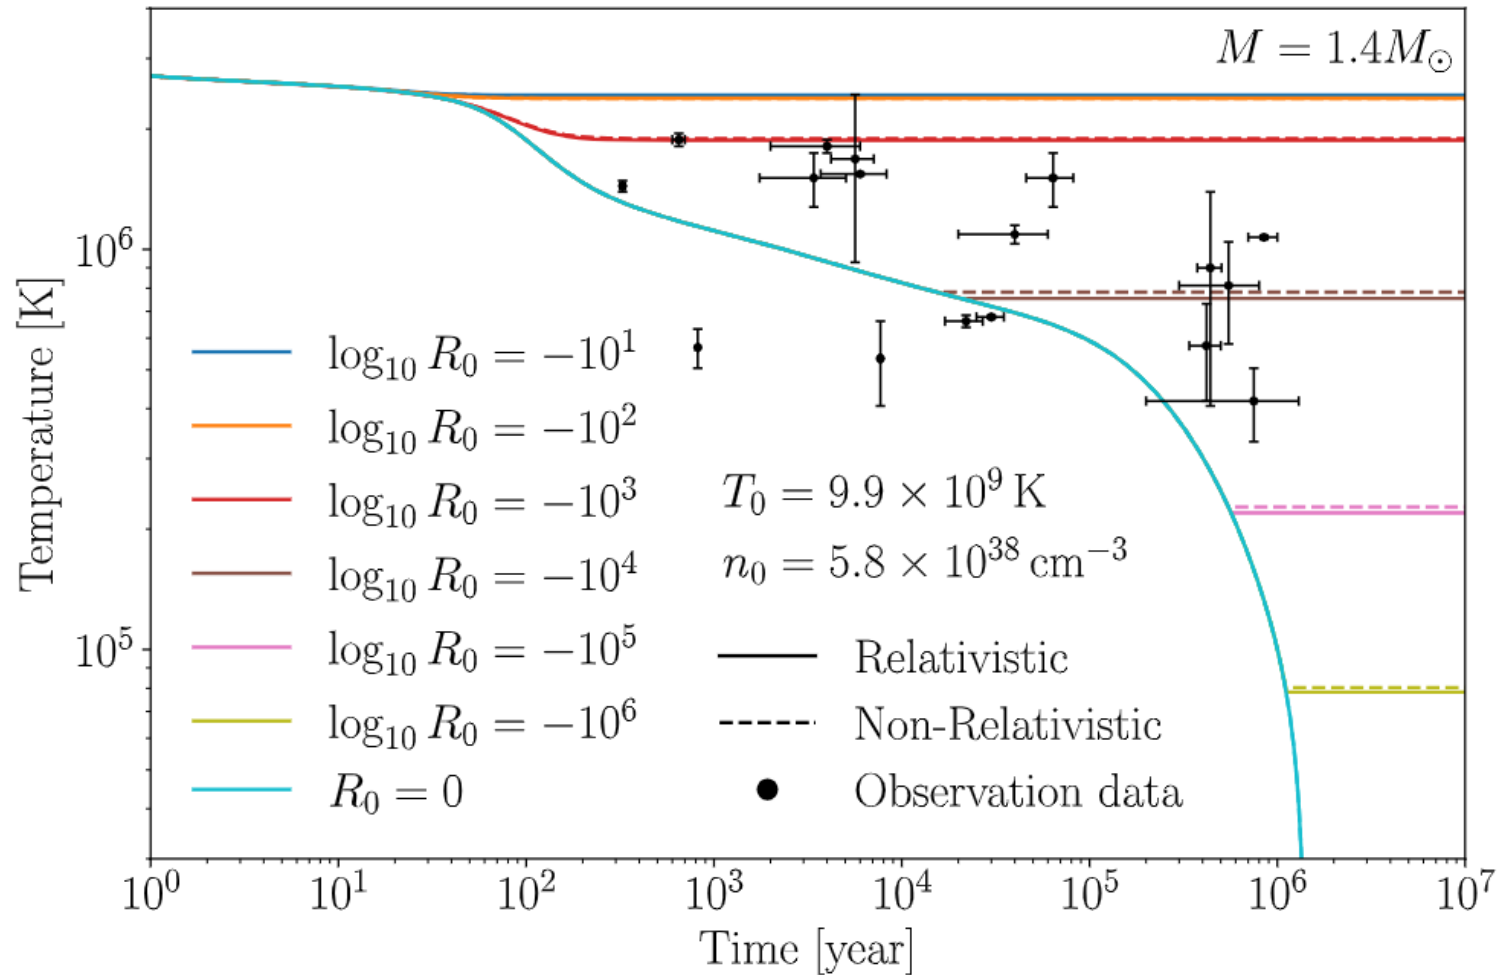 M = 1.4M⊙
10⁶
10⁵
Temperature [K]
log₁₀ R₀ = −10¹
log₁₀ R₀ = −10²
log₁₀ R₀ = −10³
log₁₀ R₀ = −10⁴
log₁₀ R₀ = −10⁵
log₁₀ R₀ = −10⁶
R₀ = 0
T₀ = 9.9 × 10⁹ K
n₀ = 5.8 × 10³⁸ cm⁻³
Relativistic
Non-Relativistic
Observation data
10⁰ 10¹ 10² 10³ 10⁴ 10⁵ 10⁶ 10⁷
Time [year]